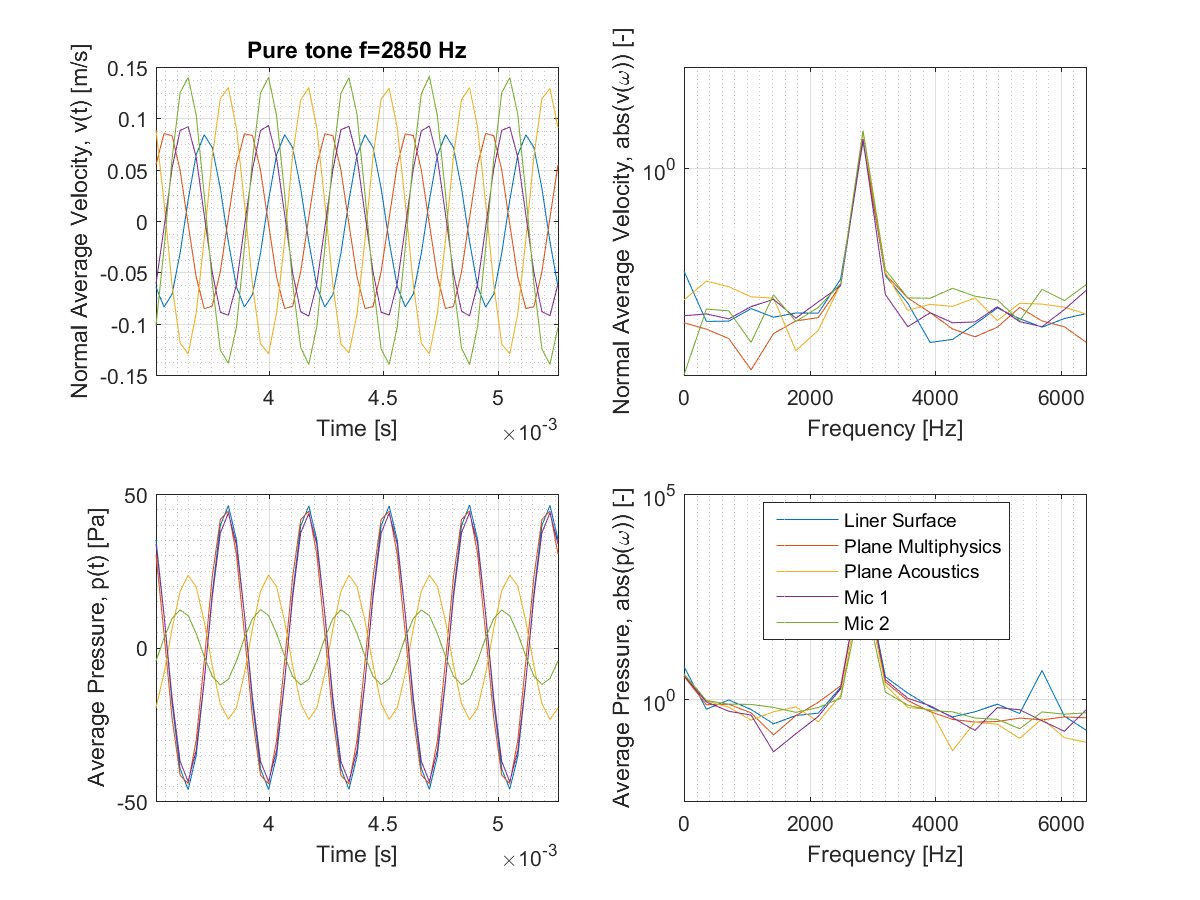 Pure tone f=2850 Hz
Normal Average Velocity, v(t) [m/s]
0.15
0.1
0.05
0
-0.05
-0.1
-0.15
4
4.5
5
Time [s]
×10-3
Normal Average Velocity, abs(v(ω)) [-]
100
0
2000
4000
6000
Frequency [Hz]
Average Pressure, p(t) [Pa]
50
0
-50
4
4.5
5
Time [s]
×10-3
Average Pressure, abs(p(ω)) [-]
105
100
Liner Surface
Plane Multiphysics
Plane Acoustics
Mic 1
Mic 2
0
2000
4000
6000
Frequency [Hz]